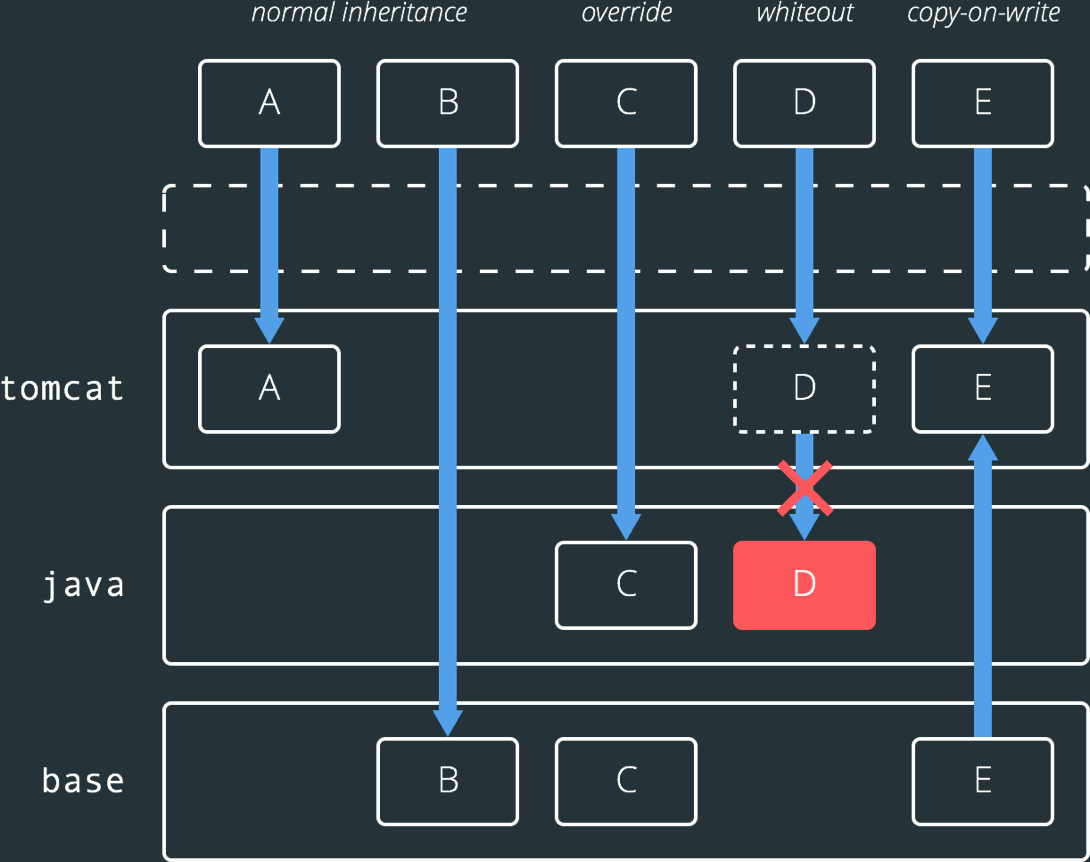 normal inheritance override whiteout copy-on-write
A B C D E
tomcat A D E
java C D
base B C E